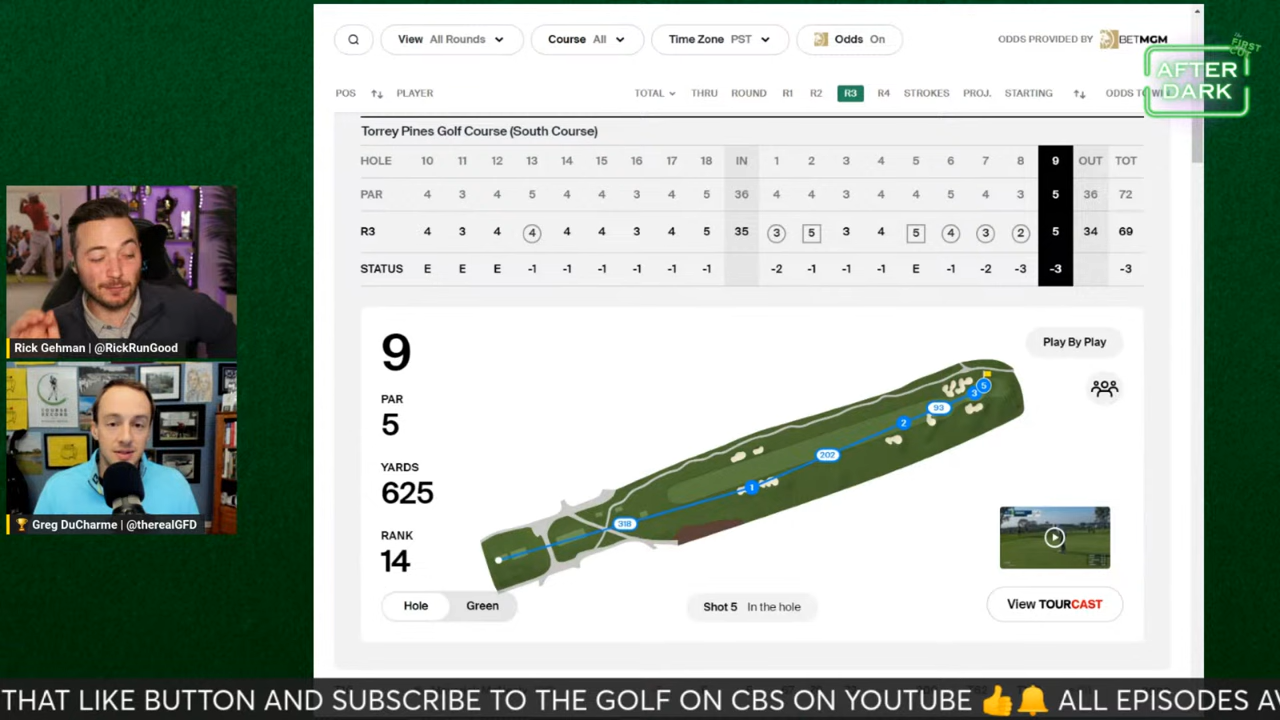 View All Rounds
Course All
Time Zone PST
Odds On
ODDS PROVIDED BY BETMGM
THE FIRST CUT
AFTER
DARK
POS PLAYER TOTAL THRU ROUND R1 R2 R3 R4 STROKES PROJ. STARTING ODDS TO
Torrey Pines Golf Course (South Course)
HOLE 10 11 12 13 14 15 16 17 18 IN 1 2 3 4 5 6 7 8 9 OUT TOT
PAR 4 3 4 5 4 4 3 4 5 36 4 4 3 4 4 5 4 3 5 36 72
R3 4 3 4 4 4 4 3 4 5 35 3 5 3 4 5 4 3 2 5 34 69
STATUS E E E -1 -1 -1 -1 -1 -1 -2 -1 -1 -1 E -1 -2 -3 -3 -3
9
PAR
5
YARDS
625
RANK
14
Play By Play
5
3
93
2
202
1
318
Hole Green
Shot 5 In the hole
View TOURCAST
Rick Gehman | @RickRunGood
Greg DuCharme | @therealGFD
THAT LIKE BUTTON AND SUBSCRIBE TO THE GOLF ON CBS ON YOUTUBE 👍🔔 ALL EPISODES A